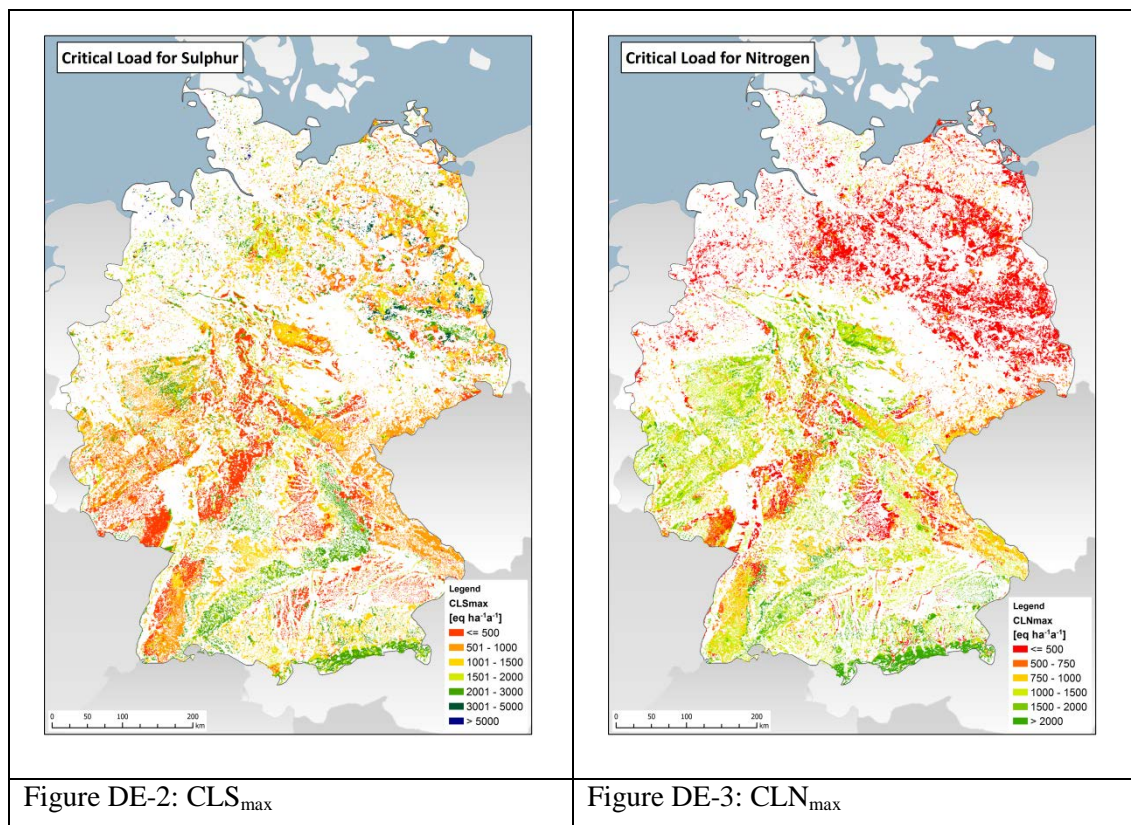 Critical Load for Sulphur
Legend
CLSmax
[eq ha⁻¹a⁻¹]
<= 500
501 - 1000
1001 - 1500
1501 - 2000
2001 - 3000
3001 - 5000
> 5000
0 50 100 200
km
Critical Load for Nitrogen
Legend
CLNmax
[eq ha⁻¹a⁻¹]
<= 500
500 - 750
750 - 1000
1000 - 1500
1500 - 2000
> 2000
0 50 100 200
km
Figure DE-2: CLSmax
Figure DE-3: CLNmax